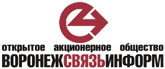 открытое акционерное общество
ВОРОНЕЖСВЯЗЬИНФОРМ